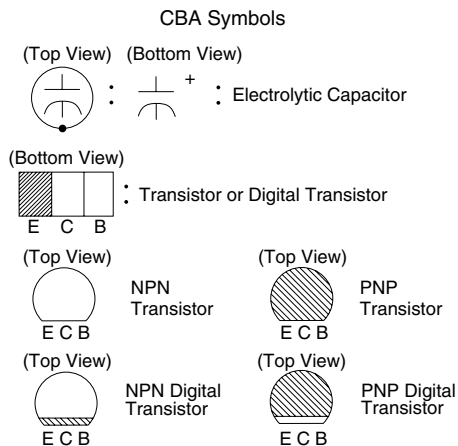 CBA Symbols
(Top View) (Bottom View)
+
: : Electrolytic Capacitor
(Bottom View)
: Transistor or Digital Transistor
E C B
(Top View)
NPN
Transistor
E C B
(Top View)
PNP
Transistor
E C B
(Top View)
NPN Digital
Transistor
E C B
(Top View)
PNP Digital
Transistor
E C B